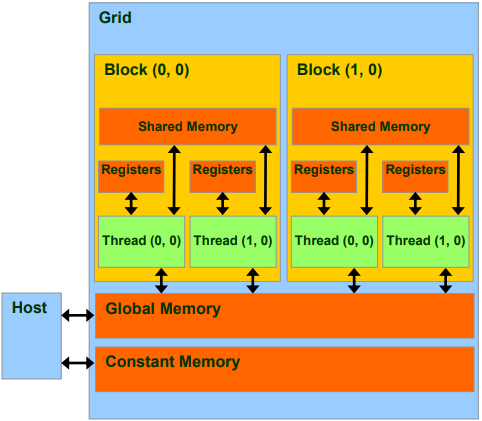 Grid
Block (0, 0)
Block (1, 0)
Shared Memory
Shared Memory
Registers
Registers
Registers
Registers
Thread (0, 0)
Thread (1, 0)
Thread (0, 0)
Thread (1, 0)
Host
Global Memory
Constant Memory